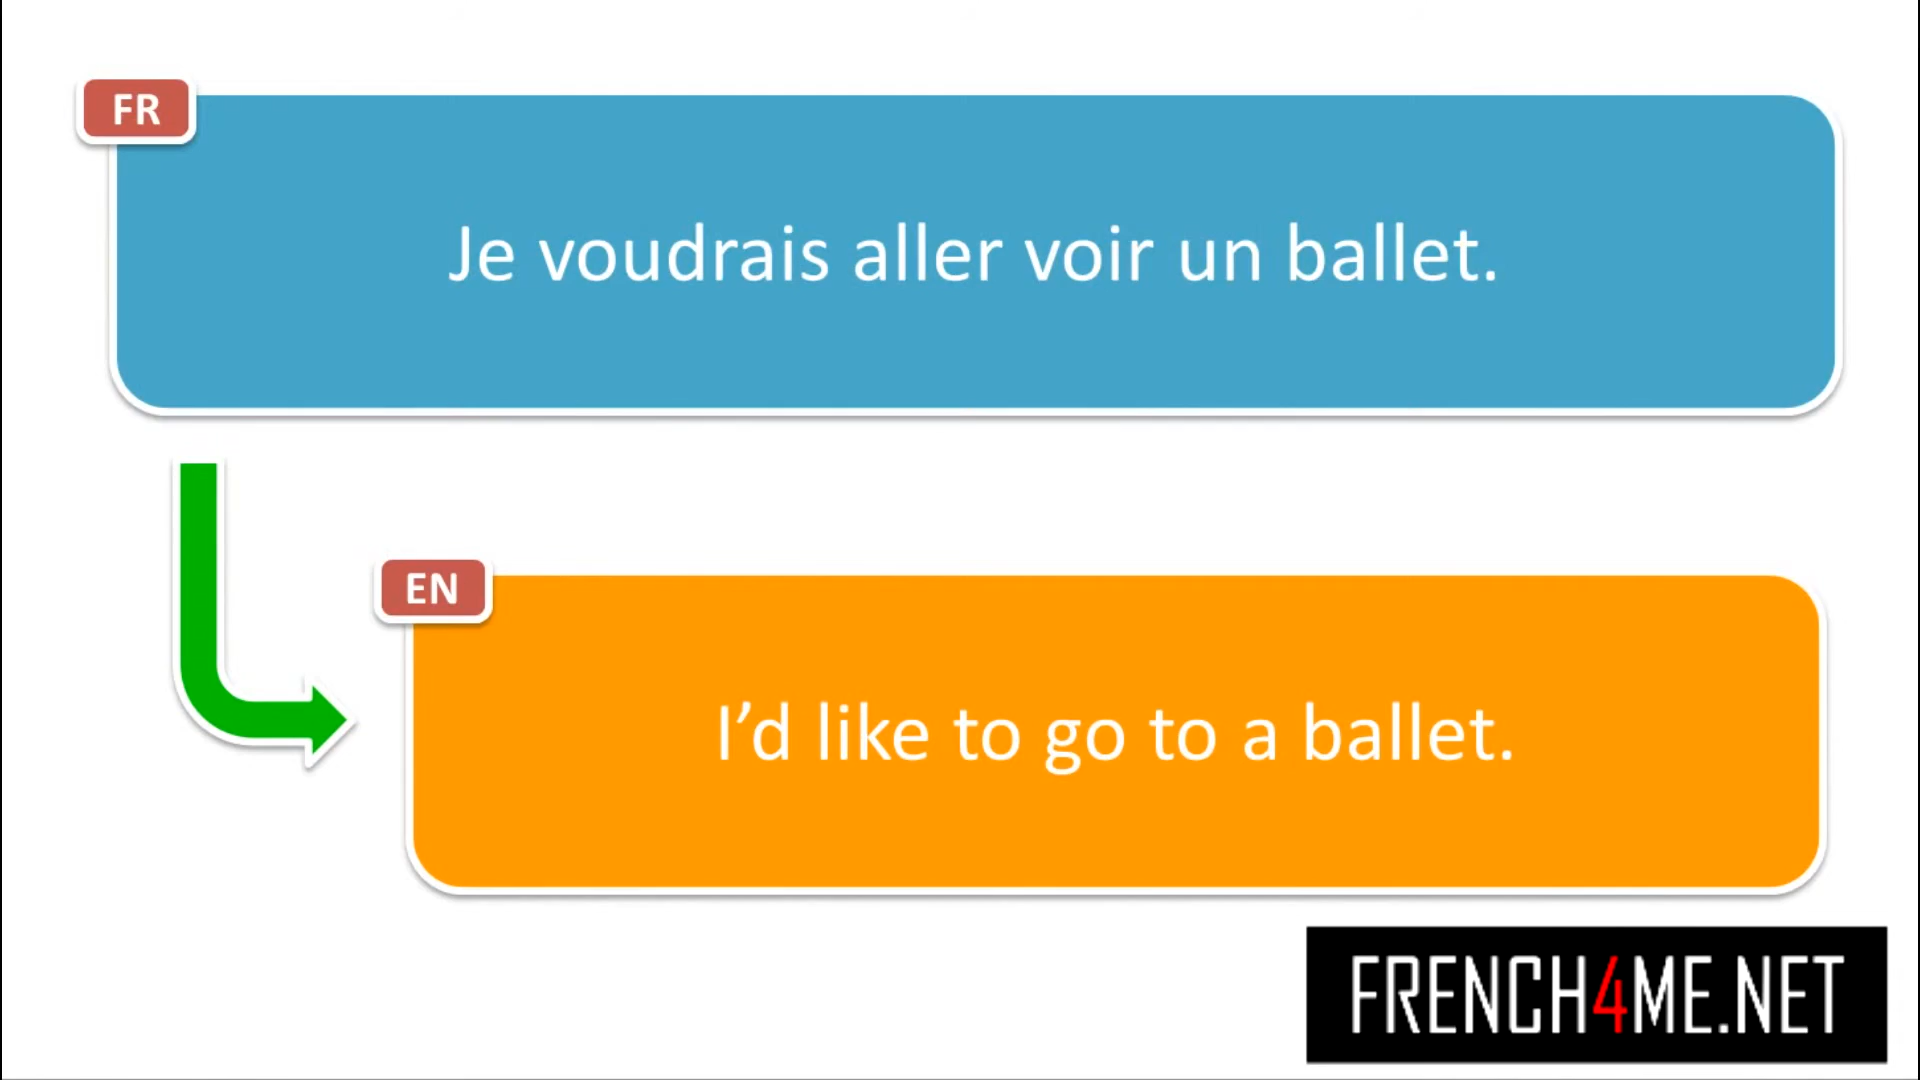 FR
Je voudrais aller voir un ballet.
EN
I’d like to go to a ballet.
FRENCH4ME.NET